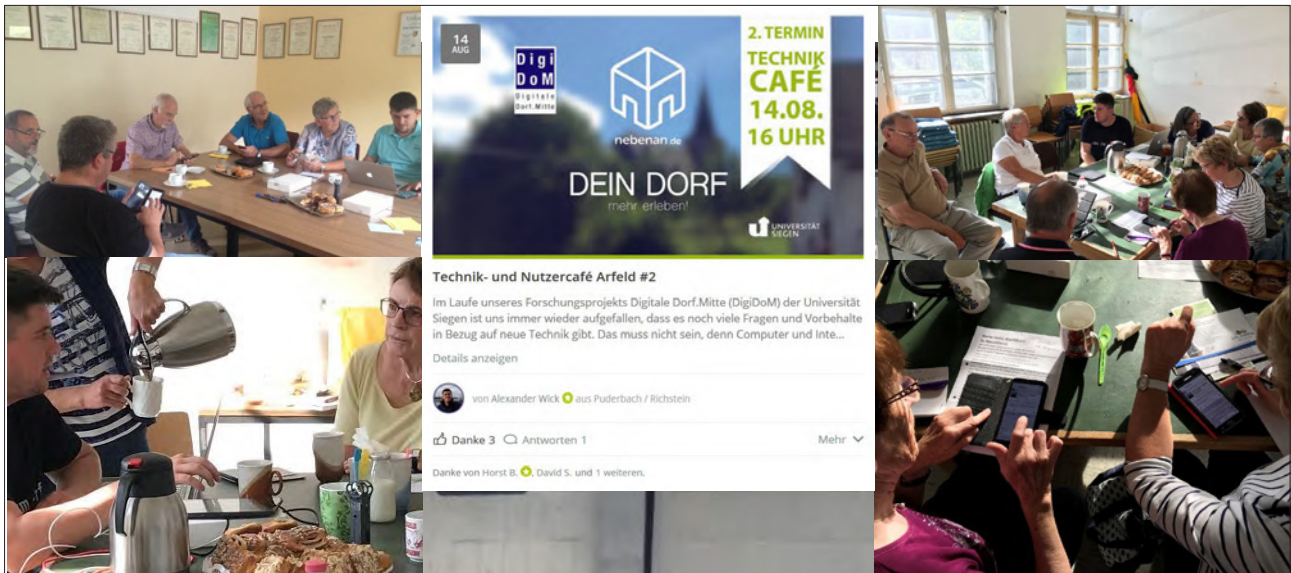 14
AUG
Digi
DoM
Digitale
Dorf.Mitte
nebenan.de
2. TERMIN
TECHNIK
CAFÉ
14.08.
16 UHR
DEIN DORF
mehr erleben!
UNIVERSITÄT
SIEGEN
Technik- und Nutzercafé Arfeld #2
Im Laufe unseres Forschungsprojekts Digitale Dorf.Mitte (DigiDoM) der Universität
Siegen ist uns immer wieder aufgefallen, dass es noch viele Fragen und Vorbehalte
in Bezug auf neue Technik gibt. Das muss nicht sein, denn Computer und Inte...
Details anzeigen
von Alexander Wick aus Puderbach / Richstein
Danke 3 Antworten 1 Mehr
Danke von Horst B. , David S. und 1 weiteren.